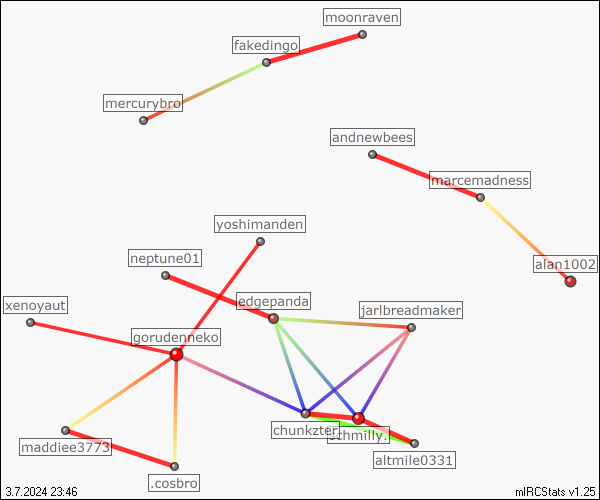 moonraven
fakedingo
mercurybro
andnewbees
marcemadness
yoshimanden
neptune01
alan1002
edgepanda
xenoyaut
jarlbreadmaker
gorudenneko
chunkzter
schmilly.
maddiee3773
altmile0331
.cosbro
3.7.2024 23:46
mIRCStats v1.25